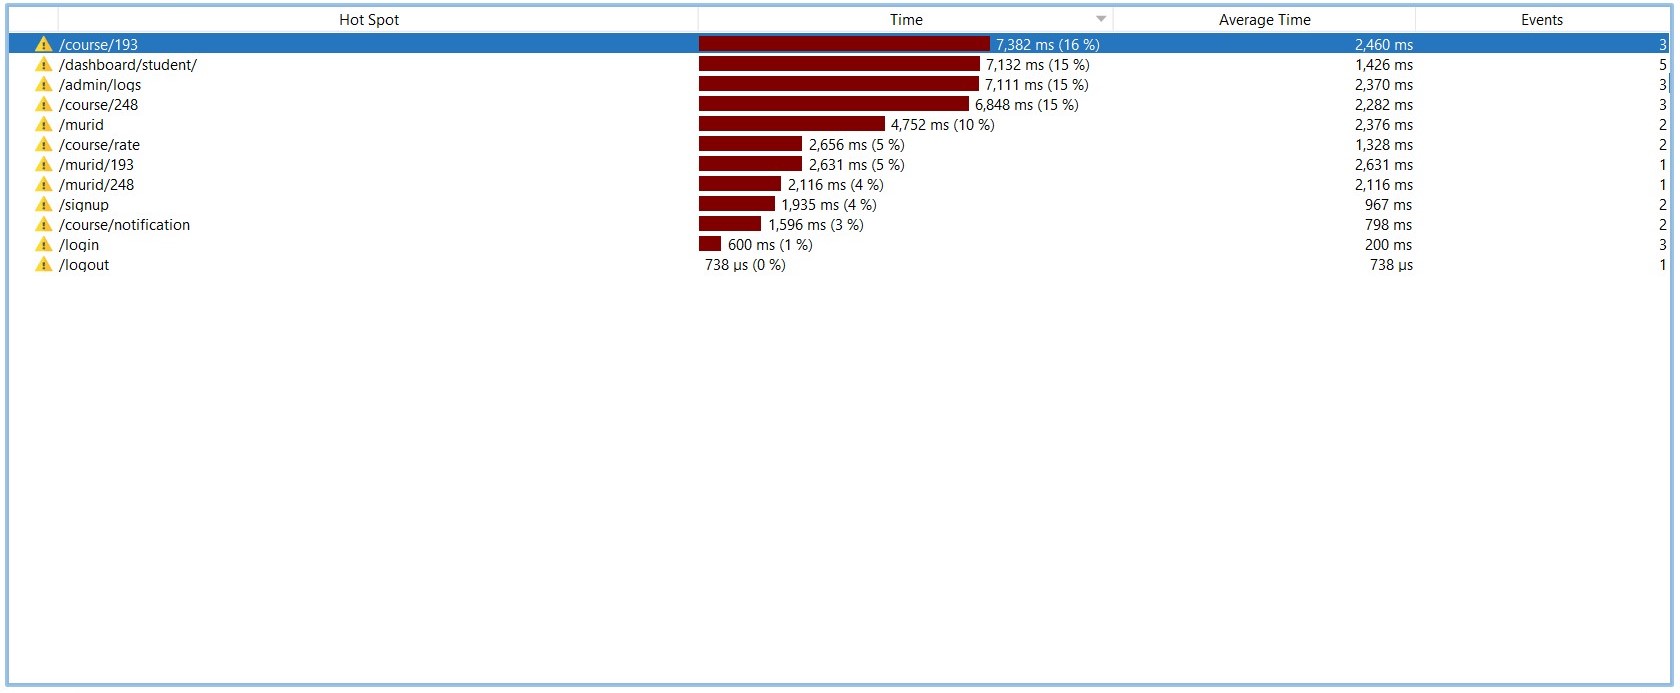 Hot Spot Time Average Time Events
/course/193 7,382 ms (16 %) 2,460 ms 3
/dashboard/student/ 7,132 ms (15 %) 1,426 ms 5
/admin/logs 7,111 ms (15 %) 2,370 ms 3
/course/248 6,848 ms (15 %) 2,282 ms 3
/murid 4,752 ms (10 %) 2,376 ms 2
/course/rate 2,656 ms (5 %) 1,328 ms 2
/murid/193 2,631 ms (5 %) 2,631 ms 1
/murid/248 2,116 ms (4 %) 2,116 ms 1
/signup 1,935 ms (4 %) 967 ms 2
/course/notification 1,596 ms (3 %) 798 ms 2
/login 600 ms (1 %) 200 ms 3
/logout 738 µs (0 %) 738 µs 1